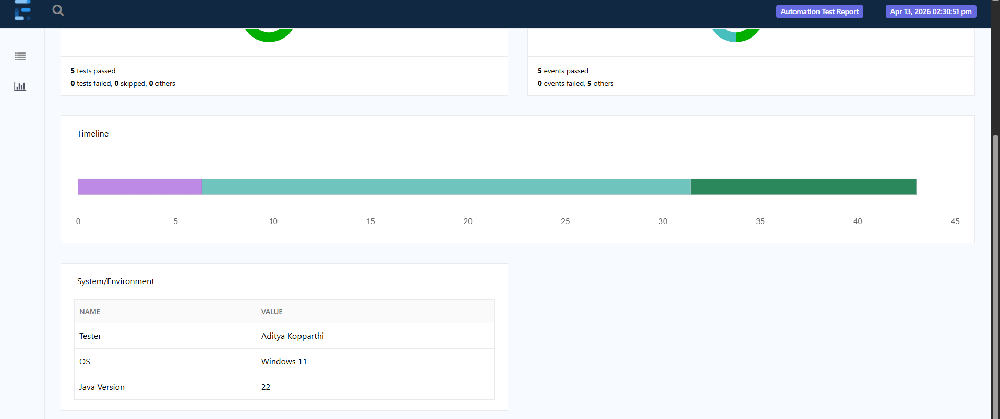 Automation Test Report
Apr 13, 2026 02:30:51 pm
5 tests passed
0 tests failed, 0 skipped, 0 others
5 events passed
0 events failed, 5 others
Timeline
0 5 10 15 20 25 30 35 40 45
System/Environment
NAME VALUE
Tester Aditya Kopparthi
OS Windows 11
Java Version 22